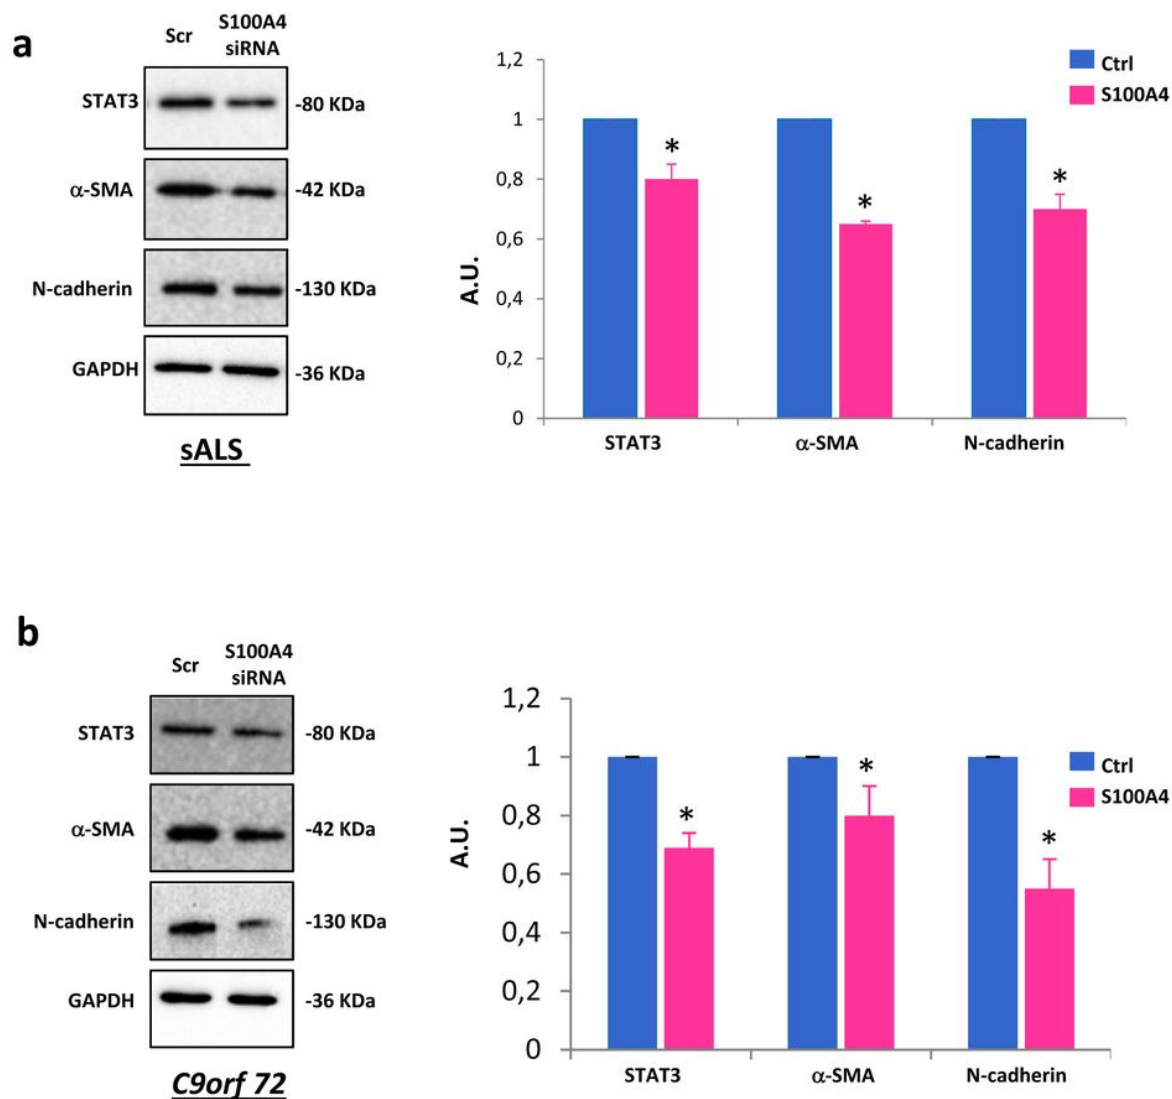 a
Scr
S100A4
siRNA
STAT3
-80 KDa
α-SMA
-42 KDa
N-cadherin
-130 KDa
GAPDH
-36 KDa
sALS
1,2
1
0,8
0,6
0,4
0,2
0
A.U.
*
*
*
STAT3
α-SMA
N-cadherin
Ctrl
S100A4
b
Scr
S100A4
siRNA
STAT3
-80 KDa
α-SMA
-42 KDa
N-cadherin
-130 KDa
GAPDH
-36 KDa
C9orf 72
1,2
1
0,8
0,6
0,4
0,2
0
A.U.
*
*
*
STAT3
α-SMA
N-cadherin
Ctrl
S100A4